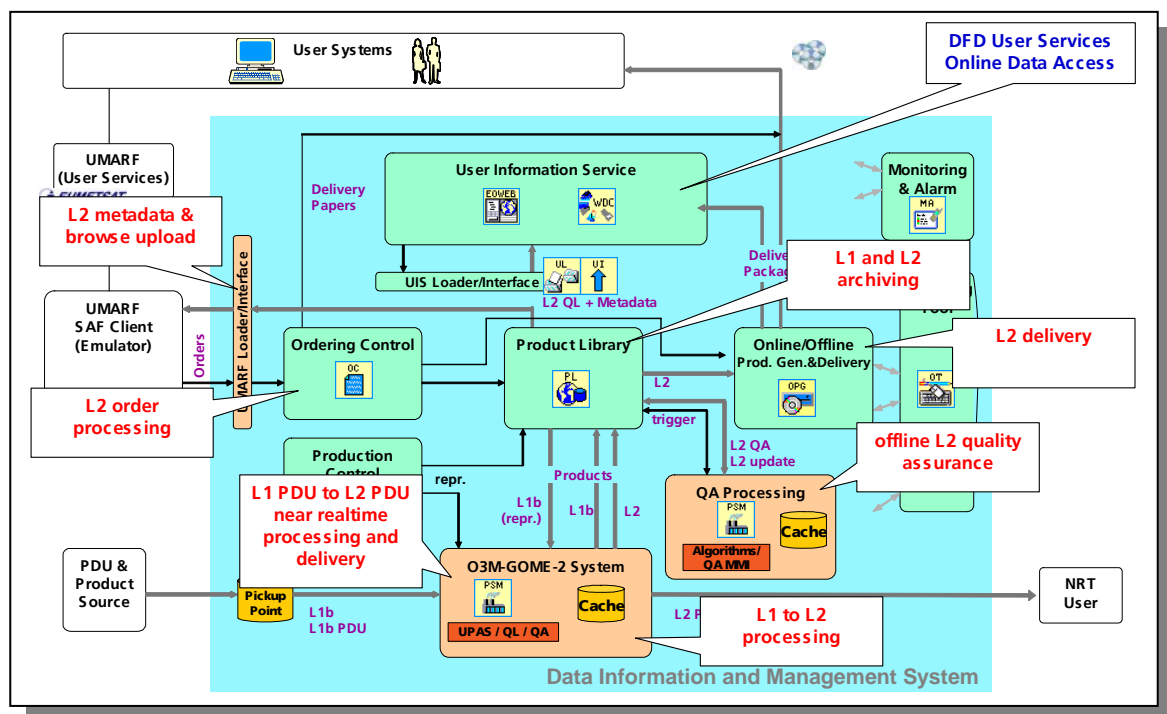 User Systems
DFD User Services
Online Data Access
UMARF
(User Services)
EUMETSAT
L2 metadata &
browse upload
Delivery
Papers
User Information Service
EOWEB
WDC
Monitoring
& Alarm
MA
UL
UI
UIS Loader/Interface
L2 QL + Metadata
L1 and L2
archiving
UMARF Loader/Interface
UMARF
SAF Client
(Emulator)
Orders
Ordering Control
OC
Product Library
PL
L2
Online/Offline
Prod. Gen.&Delivery
OPG
L2 delivery
OT
L2 order
processing
trigger
L2 QA
L2 update
offline L2 quality
assurance
Production
Control
repr.
Products
L1b
(repr.)
L1b
L2
QA Processing
PSM
Cache
Algorithms/
QA MMI
L1 PDU to L2 PDU
near realtime
processing and
delivery
PDU &
Product
Source
Pickup
Point
L1b
L1b PDU
O3M-GOME-2 System
PSM
Cache
UPAS / QL / QA
L2
L1 to L2
processing
NRT
User
Data Information and Management System